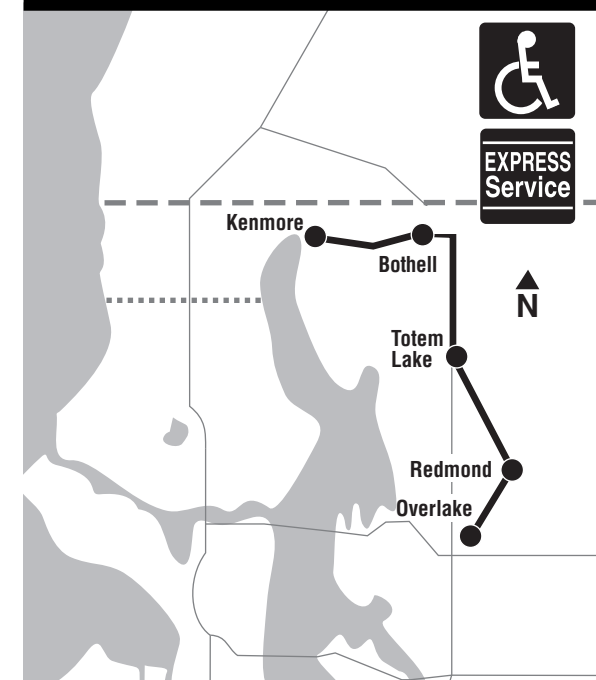 EXPRESS
Service
Kenmore
Bothell
N
Totem
Lake
Redmond
Overlake